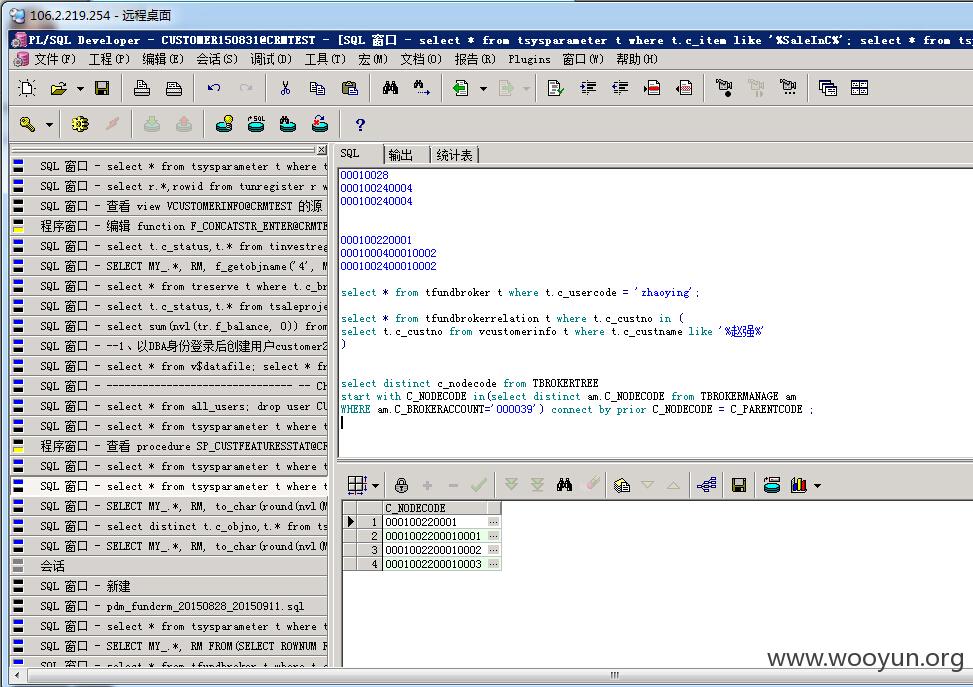 106.2.219.254 - 远程桌面
PL/SQL Developer - CUSTOMER150831@CRMTEST - [SQL 窗口 - select * from tsysparameter t where t.c_item like '%SaleInC%'; select * from tsy
文件(F) 工程(P) 编辑(E) 会话(S) 调试(D) 工具(T) 宏(M) 文档(O) 报告(R) Plugins 窗口(W) 帮助(H)
SQL 窗口 - select * from tsysparameter t where t
SQL 窗口 - select r.*,rowid from tunregister r w
SQL 窗口 - 查看 view VCUSTOMERINFO@CRMTEST 的源
程序窗口 - 编辑 function F_CONCATSTR_ENTER@CRMTE
SQL 窗口 - select t.c_status,t.* from tinvestreg
SQL 窗口 - SELECT MY_.*, RM, f_getobjname('4', M
SQL 窗口 - select * from treserve t where t.c_br
SQL 窗口 - select t.c_status,t.* from tsaleproje
SQL 窗口 - select sum(nvl(tr.f_balance, 0)) from
SQL 窗口 - --1、以DBA身份登录后创建用户customer2
SQL 窗口 - select * from v$datafile; select * fr
SQL 窗口 - ------------------------------ -- CH
SQL 窗口 - select * from all_users; drop user CU
SQL 窗口 - select * from tsysparameter t where t
程序窗口 - 查看 procedure SP_CUSTFEATURESSTAT@CR
SQL 窗口 - select * from tsysparameter t where t
SQL 窗口 - select * from tsysparameter t where t
SQL 窗口 - SELECT MY_.*, RM, to_char(round(nvl(M
SQL 窗口 - select distinct t.c_objno,t.* from ts
SQL 窗口 - SELECT MY_.*, RM, to_char(round(nvl(M
会话
SQL 窗口 - 新建
SQL 窗口 - pdm_fundcrm_20150828_20150911.sql
SQL 窗口 - select * from tsysparameter t where t
SQL 窗口 - SELECT MY_.*, RM FROM(SELECT ROWNUM R
SQL 窗口 - select * from tfundbroker t where t.c
SQL 输出 统计表
00010028
000100240004
000100240004
000100220001
0001000400010002
0001002400010002
select * from tfundbroker t where t.c_usercode = 'zhaoying';
select * from tfundbrokerrelation t where t.c_custno in (
select t.c_custno from vcustomerinfo t where t.c_custname like '%赵强%'
)
select distinct c_nodecode from TBROKERTREE
start with C_NODECODE in(select distinct am.C_NODECODE from TBROKERMANAGE am
WHERE am.C_BROKERACCOUNT='000039') connect by prior C_NODECODE = C_PARENTCODE ;
C_NODECODE
1 000100220001 ...
2 0001002200010001 ...
3 0001002200010002 ...
4 0001002200010003 ...
www.wooyun.org